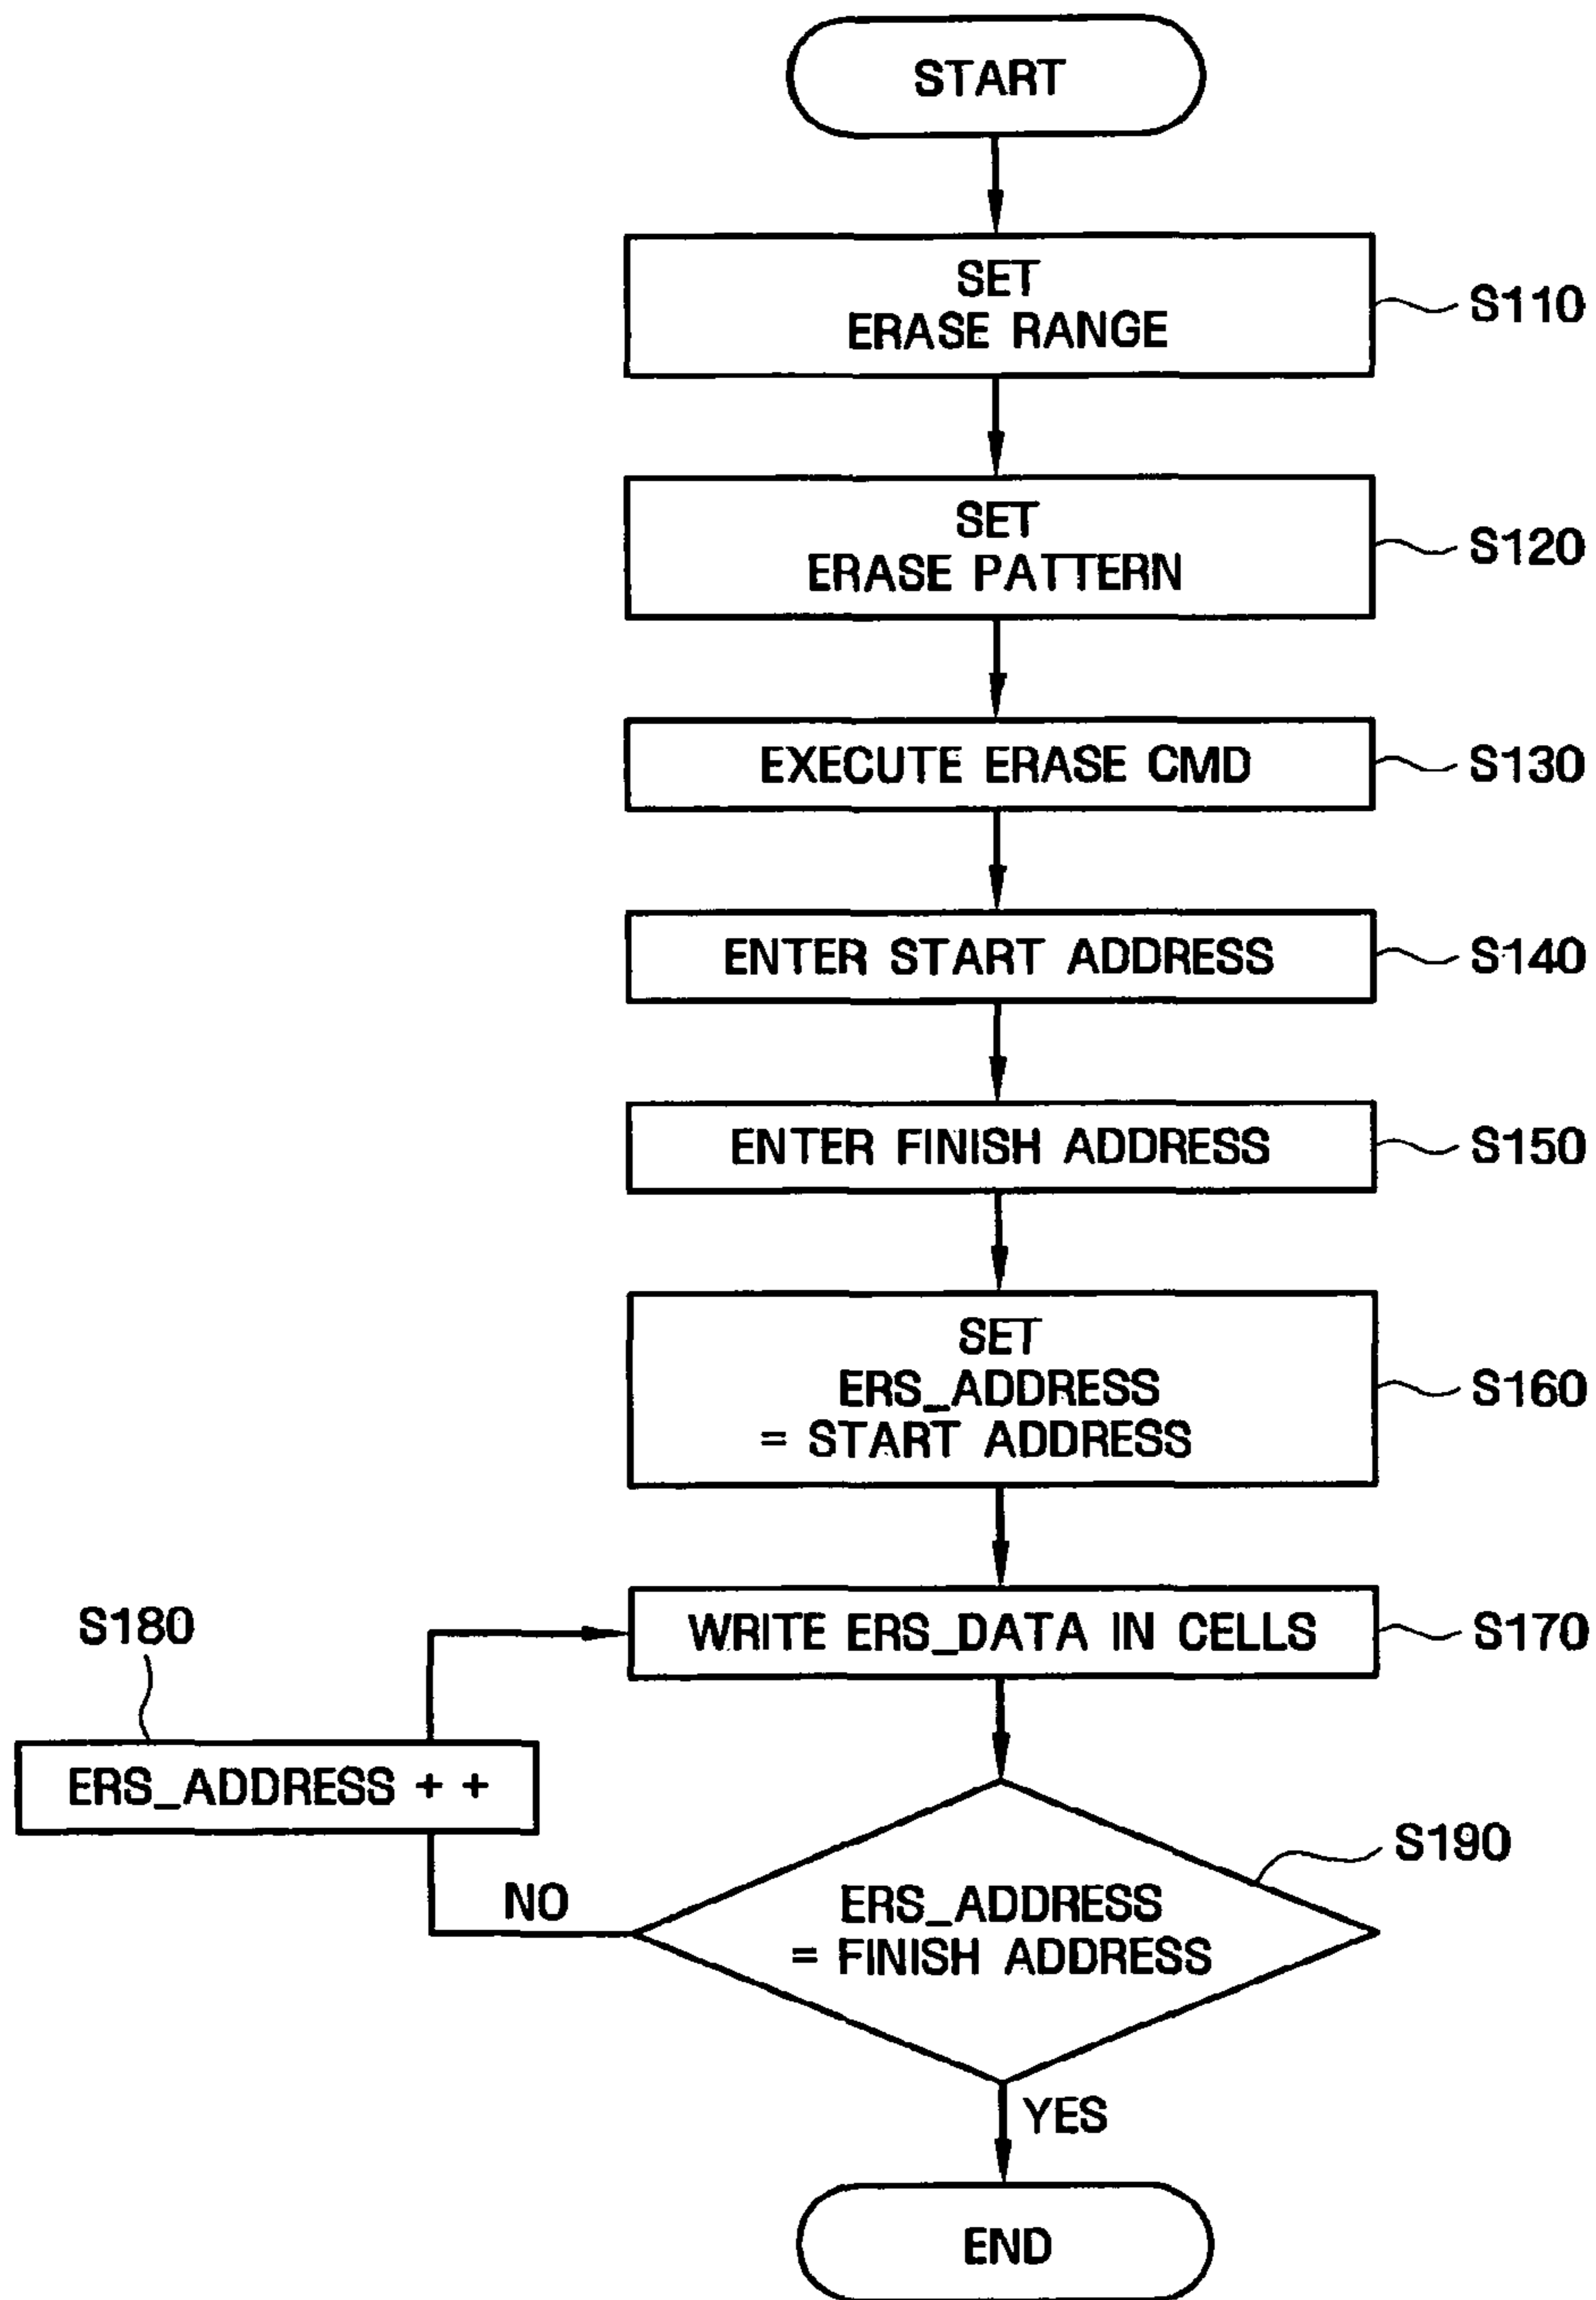 START
SET
ERASE RANGE
S110
SET
ERASE PATTERN
S120
EXECUTE ERASE CMD
S130
ENTER START ADDRESS
S140
ENTER FINISH ADDRESS
S150
SET
ERS_ADDRESS
= START ADDRESS
S160
S180
WRITE ERS_DATA IN CELLS
S170
ERS_ADDRESS + +
S190
NO
ERS_ADDRESS
= FINISH ADDRESS
YES
END